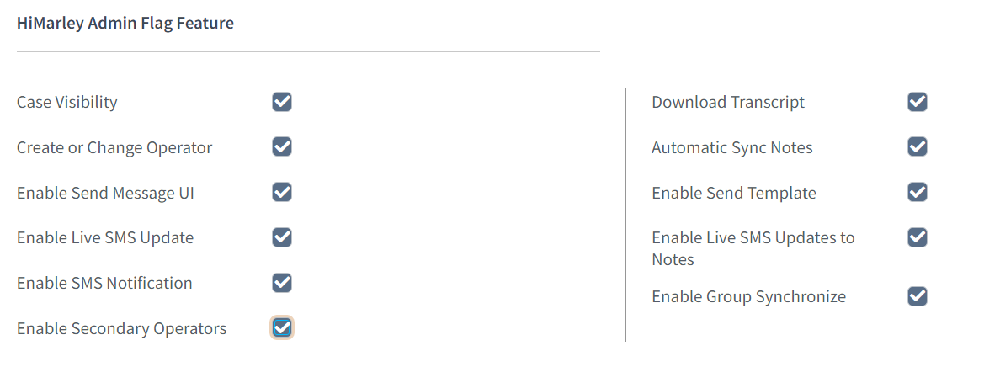 HiMarley Admin Flag Feature
Case Visibility
Create or Change Operator
Enable Send Message UI
Enable Live SMS Update
Enable SMS Notification
Enable Secondary Operators
Download Transcript
Automatic Sync Notes
Enable Send Template
Enable Live SMS Updates to
Notes
Enable Group Synchronize